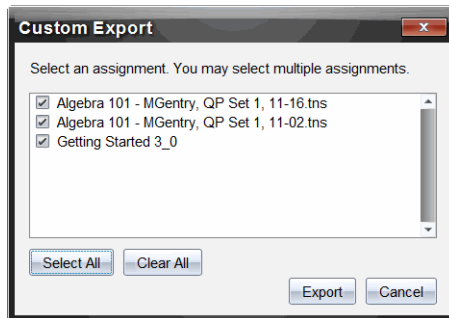 Custom Export
x
Select an assignment. You may select multiple assignments.
Algebra 101 - MGentry, QP Set 1, 11-16.tns
Algebra 101 - MGentry, QP Set 1, 11-02.tns
Getting Started 3_0
Select All Clear All
Export Cancel